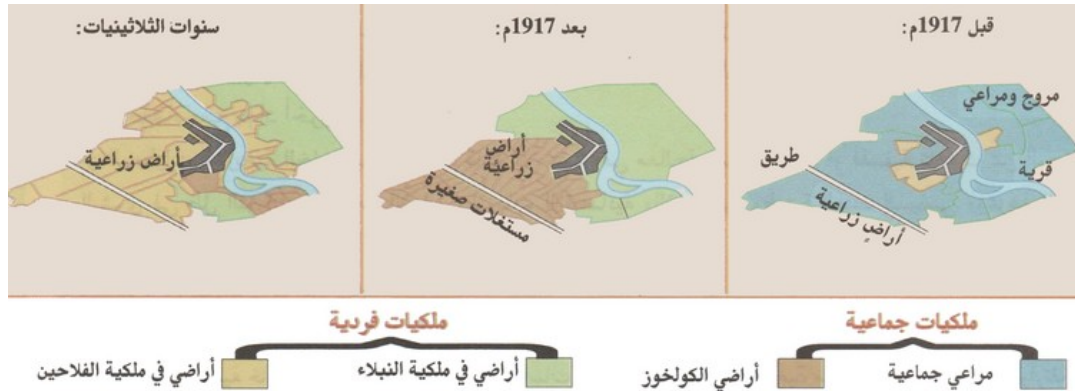 قبل 1917م:
بعد 1917م:
سنوات الثلاثينيات:
مروج ومراعي
طريق
قرية
أراضٍ زراعية
أراضٍ
زراعية
مستغلات صغيرة
أراض زراعية
ملكيات جماعية
ملكيات فردية
مراعي جماعية
أراضي الكولخوز
أراضي في ملكية النبلاء
أراضي في ملكية الفلاحين